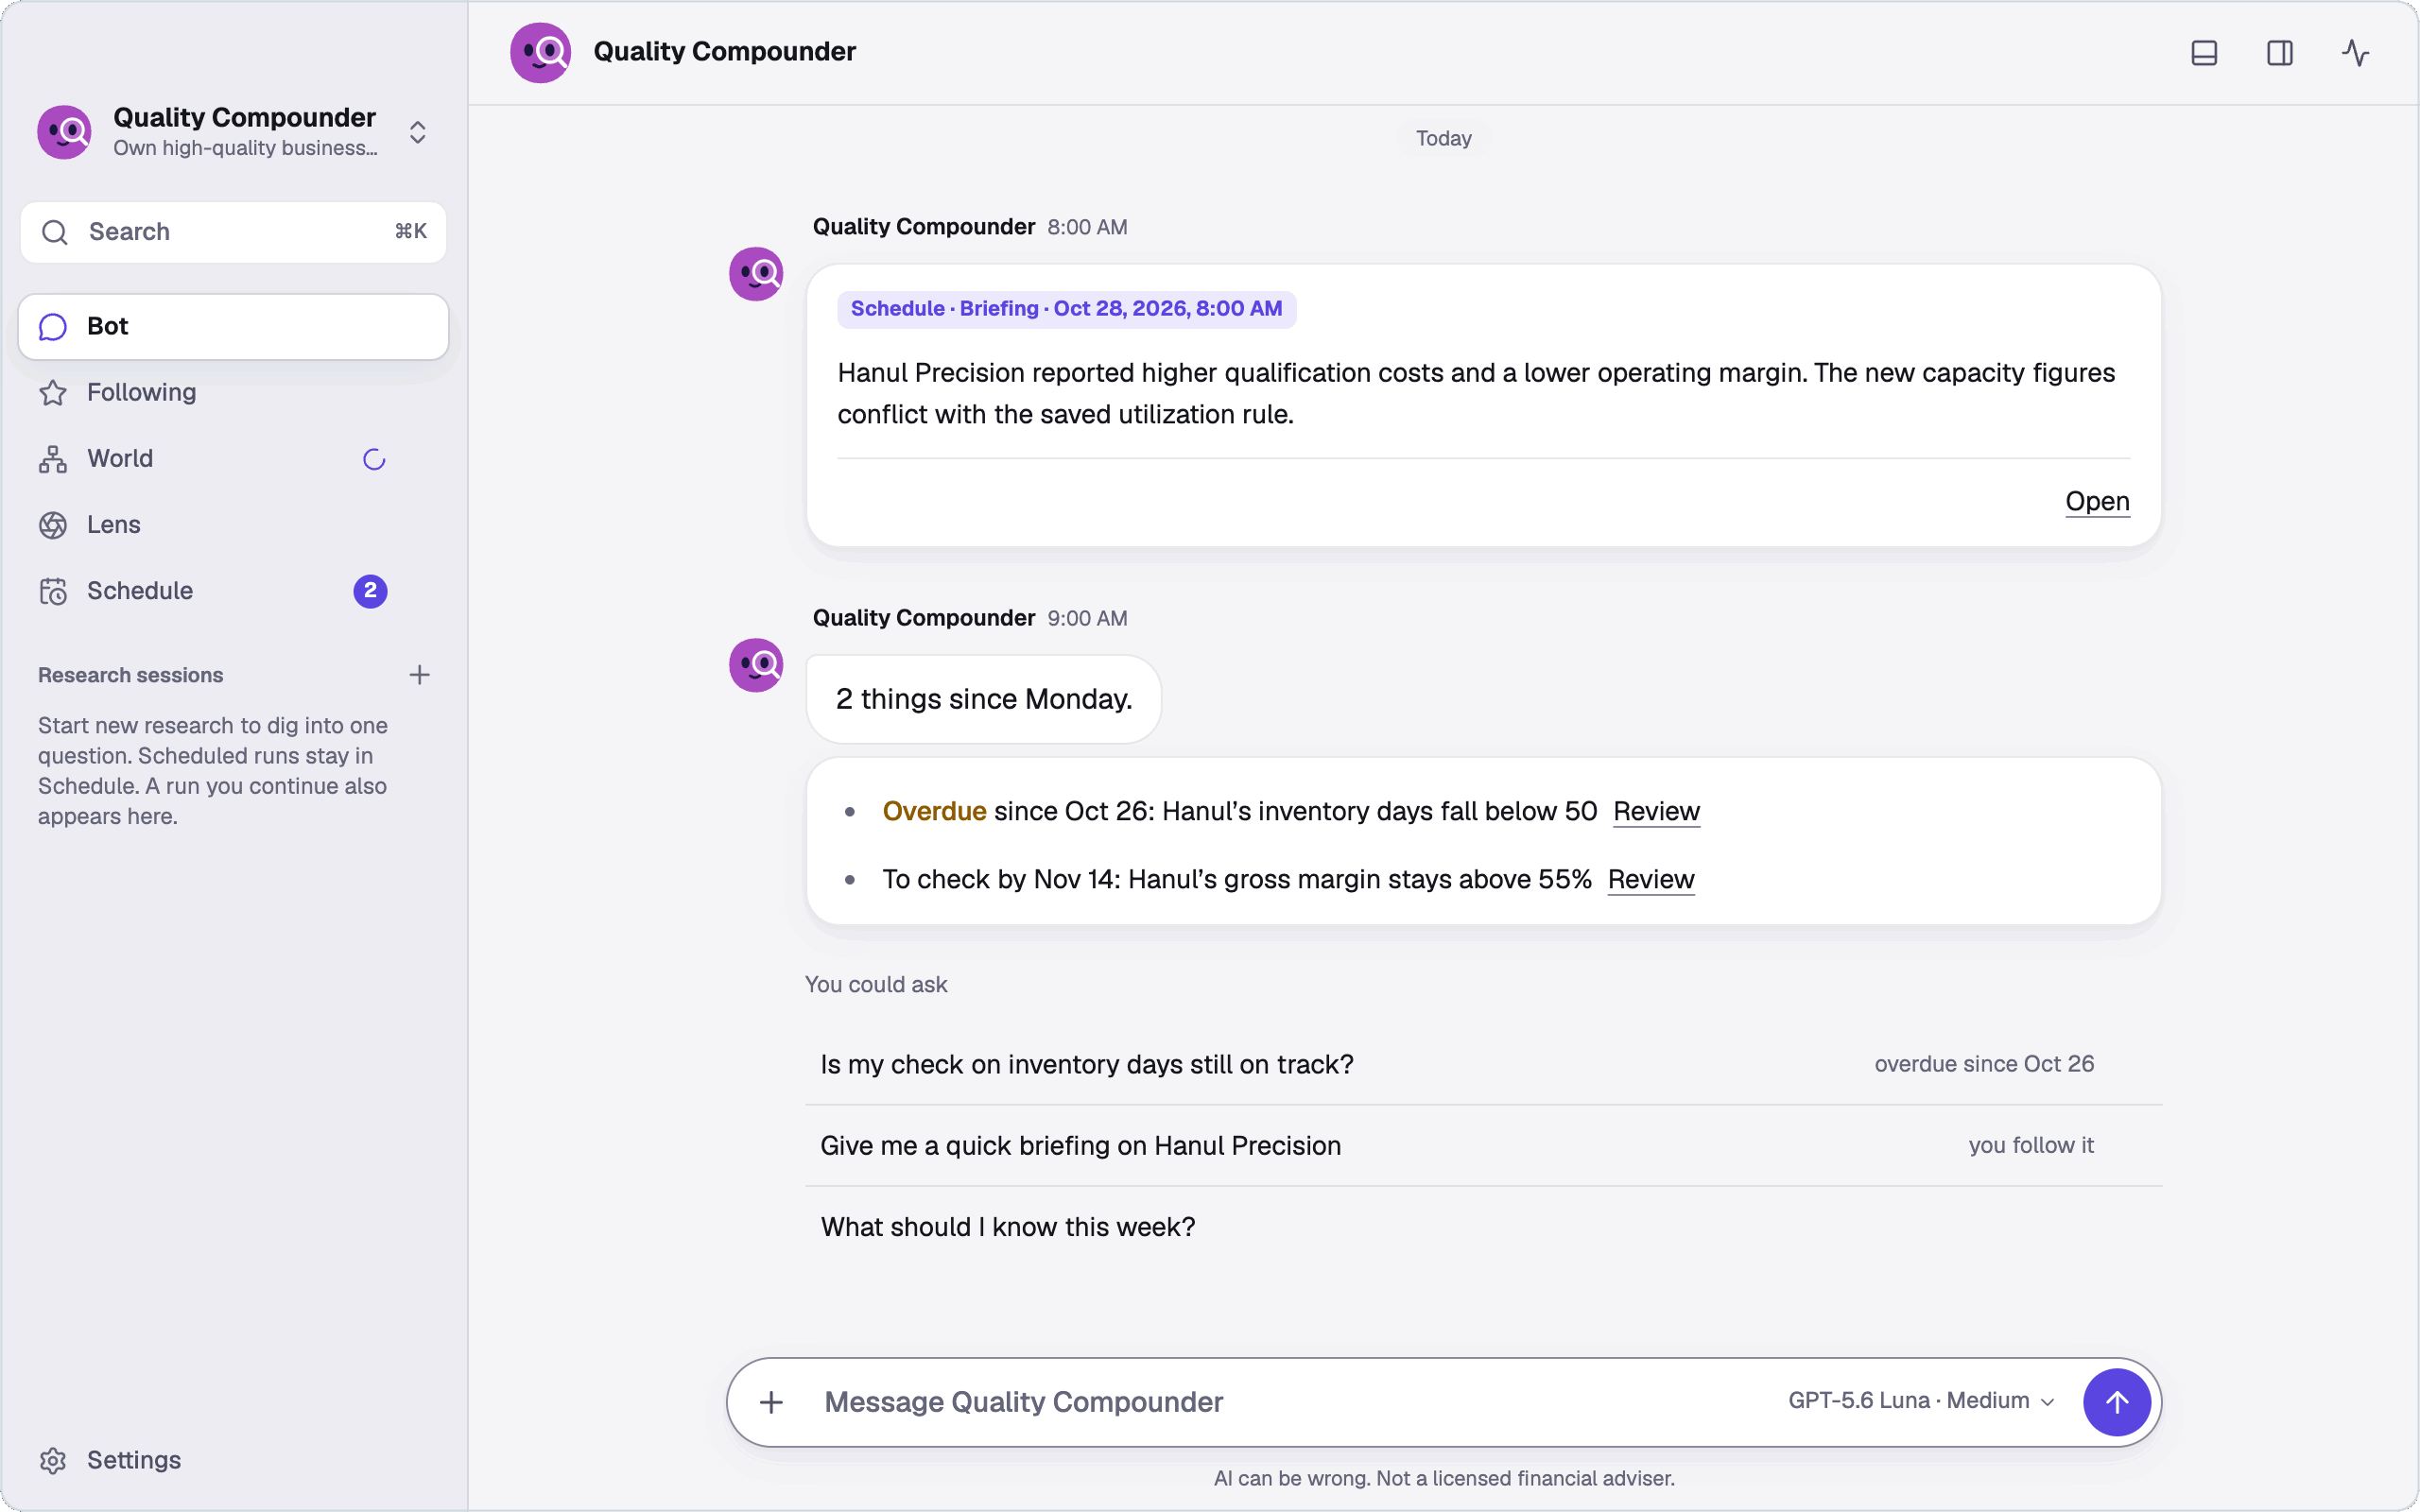 Quality Compounder
Own high-quality business…
Search ⌘K
Bot
Following
World
Lens
Schedule 2
Research sessions
Start new research to dig into one
question. Scheduled runs stay in
Schedule. A run you continue also
appears here.
Settings
Quality Compounder
Today
Quality Compounder 8:00 AM
Schedule · Briefing · Oct 28, 2026, 8:00 AM
Hanul Precision reported higher qualification costs and a lower operating margin. The new capacity figures
conflict with the saved utilization rule.
Open
Quality Compounder 9:00 AM
2 things since Monday.
Overdue since Oct 26: Hanul’s inventory days fall below 50 Review
To check by Nov 14: Hanul’s gross margin stays above 55% Review
You could ask
Is my check on inventory days still on track? overdue since Oct 26
Give me a quick briefing on Hanul Precision you follow it
What should I know this week?
Message Quality Compounder GPT-5.6 Luna · Medium
AI can be wrong. Not a licensed financial adviser.